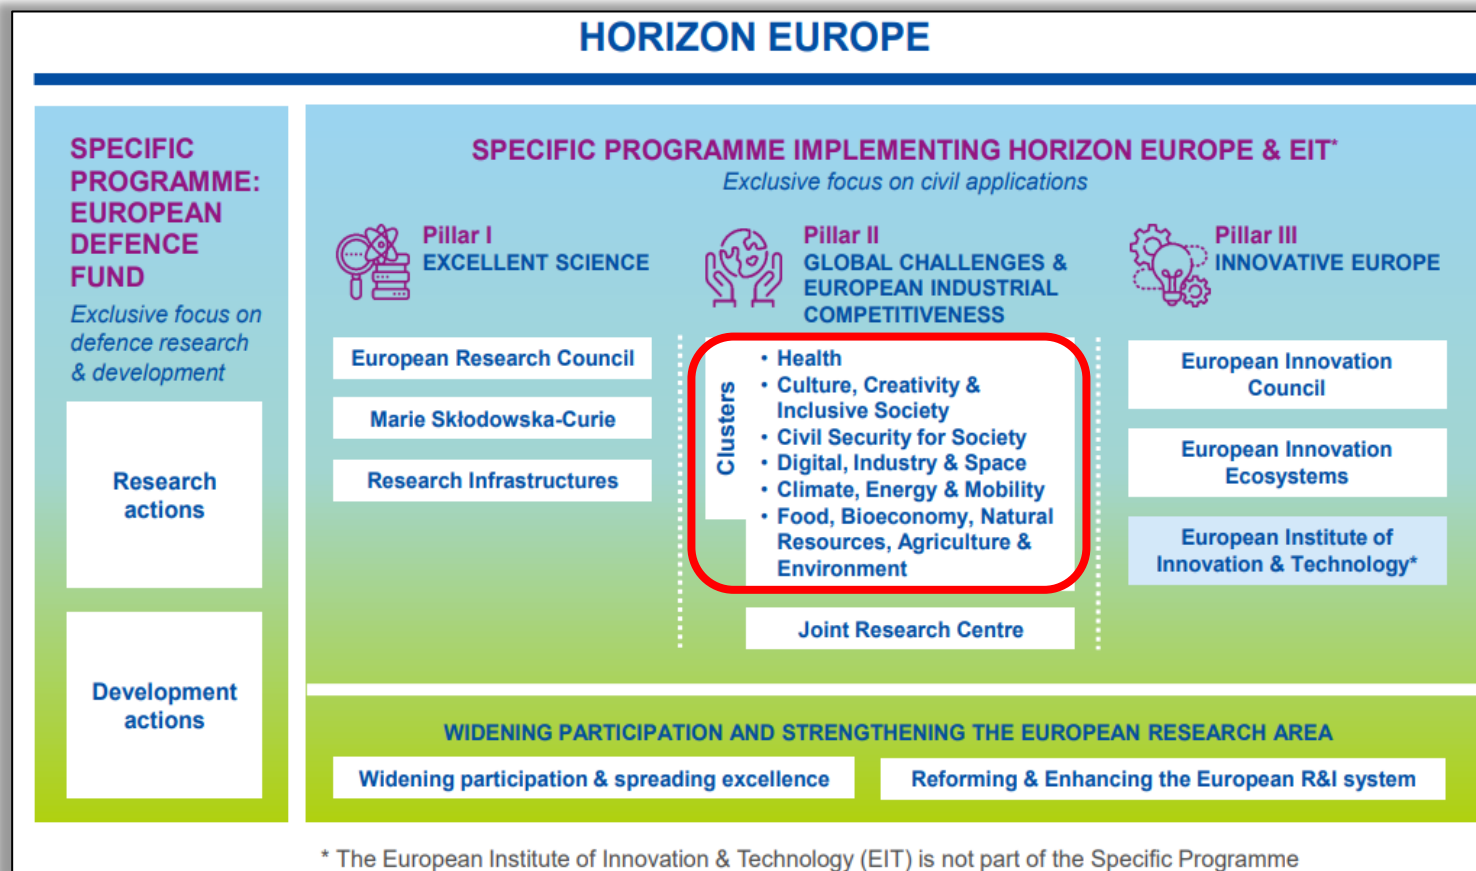 HORIZON EUROPE
SPECIFIC
PROGRAMME:
EUROPEAN
DEFENCE
FUND
Exclusive focus on
defence research
& development
Research
actions
Development
actions
SPECIFIC PROGRAMME IMPLEMENTING HORIZON EUROPE & EIT*
Exclusive focus on civil applications
Pillar I
EXCELLENT SCIENCE
European Research Council
Marie Skłodowska-Curie
Research Infrastructures
Pillar II
GLOBAL CHALLENGES &
EUROPEAN INDUSTRIAL
COMPETITIVENESS
Clusters
• Health
• Culture, Creativity &
Inclusive Society
• Civil Security for Society
• Digital, Industry & Space
• Climate, Energy & Mobility
• Food, Bioeconomy, Natural
Resources, Agriculture &
Environment
Joint Research Centre
Pillar III
INNOVATIVE EUROPE
European Innovation
Council
European Innovation
Ecosystems
European Institute of
Innovation & Technology*
WIDENING PARTICIPATION AND STRENGTHENING THE EUROPEAN RESEARCH AREA
Widening participation & spreading excellence
Reforming & Enhancing the European R&I system
* The European Institute of Innovation & Technology (EIT) is not part of the Specific Programme